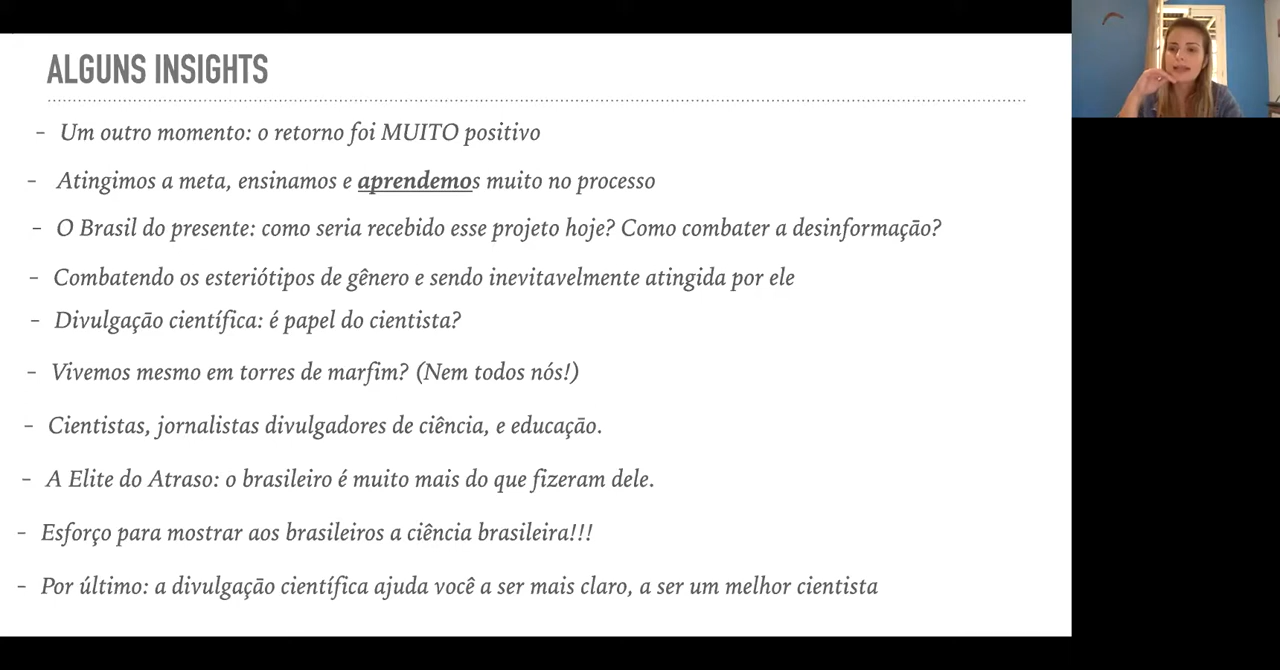 ALGUNS INSIGHTS
- Um outro momento: o retorno foi MUITO positivo
- Atingimos a meta, ensinamos e aprendemos muito no processo
- O Brasil do presente: como seria recebido esse projeto hoje? Como combater a desinformação?
- Combatendo os esteriótipos de gênero e sendo inevitavelmente atingida por ele
- Divulgação científica: é papel do cientista?
- Vivemos mesmo em torres de marfim? (Nem todos nós!)
- Cientistas, jornalistas divulgadores de ciência, e educação.
- A Elite do Atraso: o brasileiro é muito mais do que fizeram dele.
- Esforço para mostrar aos brasileiros a ciência brasileira!!!
- Por último: a divulgação científica ajuda você a ser mais claro, a ser um melhor cientista